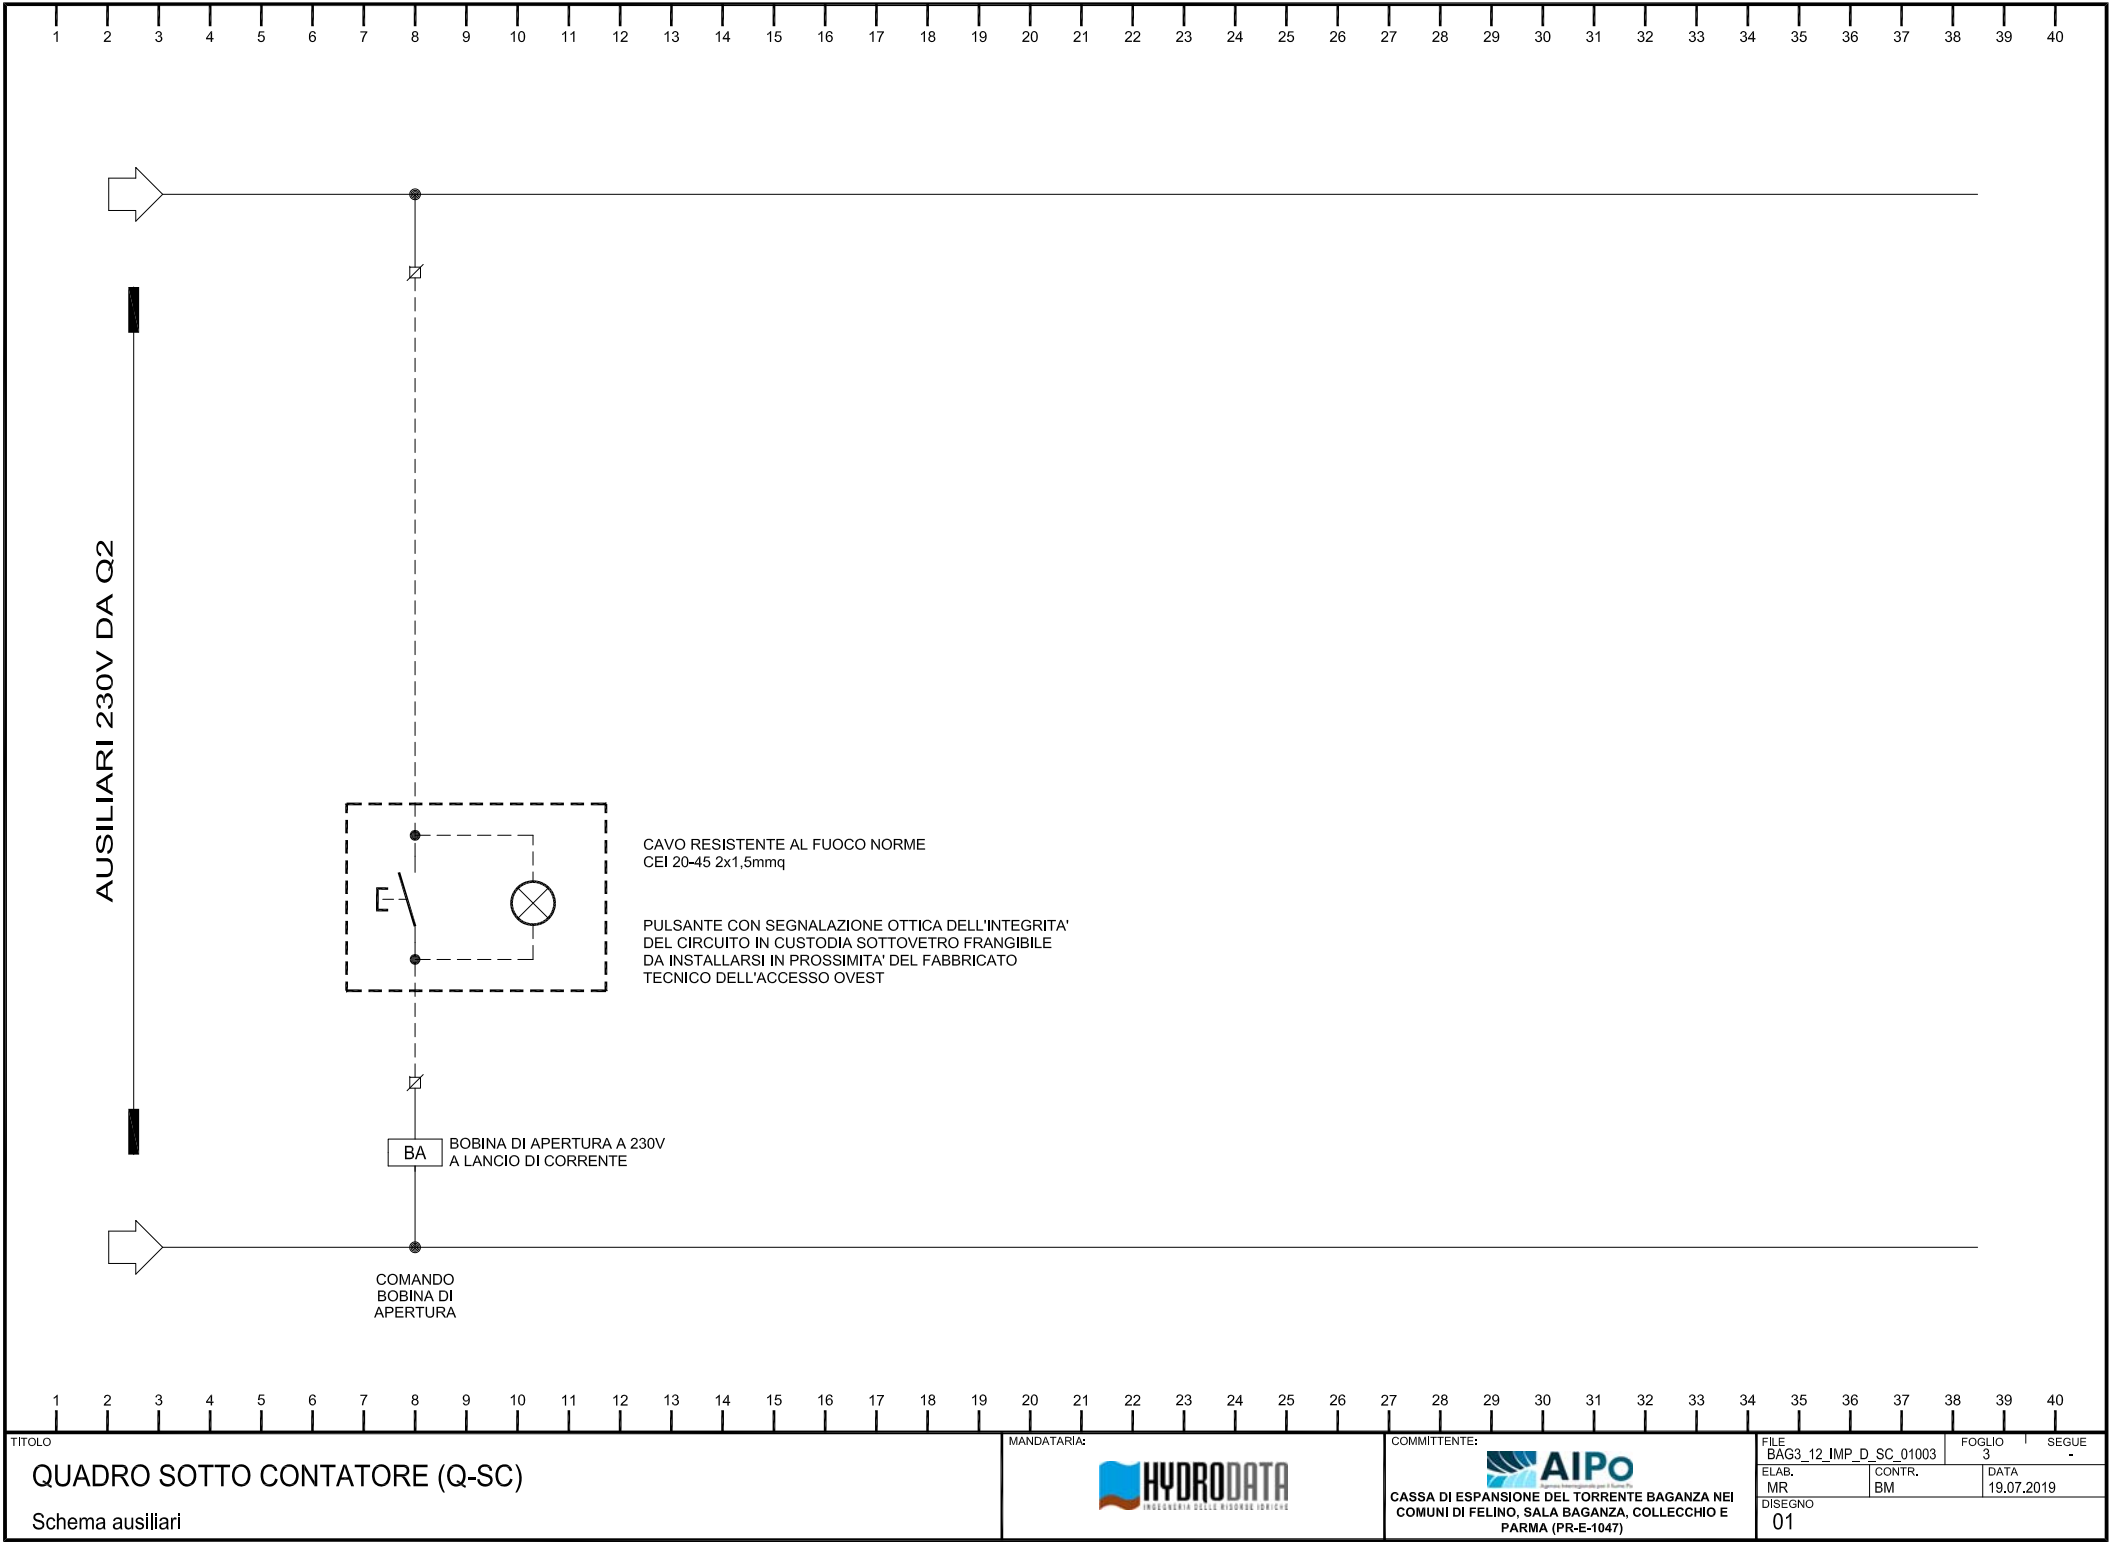 1 2 3 4 5 6 7 8 9 10 11 12 13 14 15 16 17 18 19 20 21 22 23 24 25 26 27 28 29 30 31 32 33 34 35 36 37 38 39 40
AUSILIARI 230V DA Q2
CAVO RESISTENTE AL FUOCO NORME
CEI 20-45 2x1,5mmq
PULSANTE CON SEGNALAZIONE OTTICA DELL'INTEGRITA'
DEL CIRCUITO IN CUSTODIA SOTTOVETRO FRANGIBILE
DA INSTALLARSI IN PROSSIMITA' DEL FABBRICATO
TECNICO DELL'ACCESSO OVEST
BA
BOBINA DI APERTURA A 230V
A LANCIO DI CORRENTE
COMANDO
BOBINA DI
APERTURA
1 2 3 4 5 6 7 8 9 10 11 12 13 14 15 16 17 18 19 20 21 22 23 24 25 26 27 28 29 30 31 32 33 34 35 36 37 38 39 40
TITOLO
QUADRO SOTTO CONTATORE (Q-SC)
Schema ausiliari
MANDATARIA:
HYDRODATA
INGEGNERIA DELLE RISORSE IDRICHE
COMMITTENTE:
AIPo
CASSA DI ESPANSIONE DEL TORRENTE BAGANZA NEI
COMUNI DI FELINO, SALA BAGANZA, COLLECCHIO E
PARMA (PR-E-1047)
FILE
BAG3_12_IMP_D_SC_01003
FOGLIO
3
SEGUE
-
ELAB.
MR
CONTR.
BM
DATA
19.07.2019
DISEGNO
01